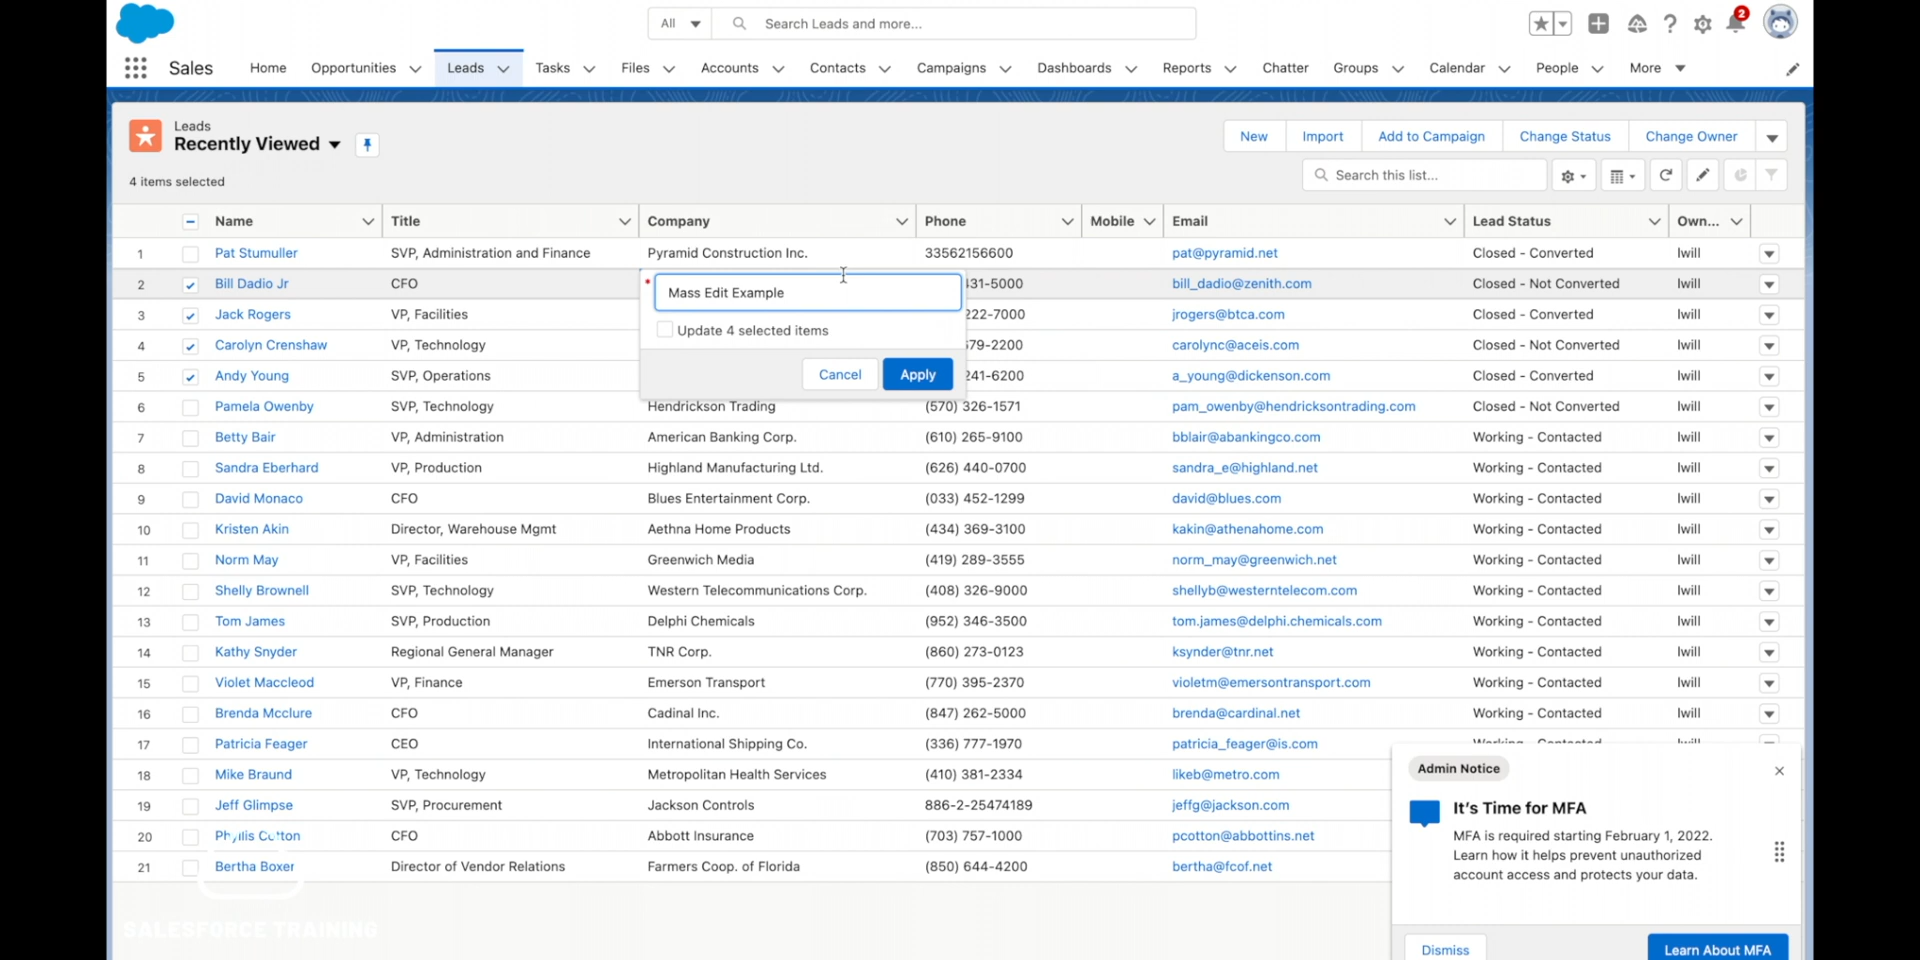 All
Search Leads and more...
2
Sales
Home
Opportunities
Leads
Tasks
Files
Accounts
Contacts
Campaigns
Dashboards
Reports
Chatter
Groups
Calendar
People
More
Leads
Recently Viewed
New
Import
Add to Campaign
Change Status
Change Owner
4 items selected
Search this list...
Name Title Company Phone Mobile Email Lead Status Own...
1 Pat Stumuller SVP, Administration and Finance Pyramid Construction Inc. 33562156600 pat@pyramid.net Closed - Converted lwill
2 Bill Dadio Jr CFO 431-5000 bill_dadio@zenith.com Closed - Not Converted lwill
* Mass Edit Example
3 Jack Rogers VP, Facilities 222-7000 jrogers@btca.com Closed - Converted lwill
Update 4 selected items
4 Carolyn Crenshaw VP, Technology 679-2200 carolync@aceis.com Closed - Not Converted lwill
5 Andy Young SVP, Operations 241-6200 a_young@dickenson.com Closed - Converted lwill
Cancel
Apply
6 Pamela Owenby SVP, Technology Hendrickson Trading (570) 326-1571 pam_owenby@hendricksontrading.com Closed - Not Converted lwill
7 Betty Bair VP, Administration American Banking Corp. (610) 265-9100 bblair@abankingco.com Working - Contacted lwill
8 Sandra Eberhard VP, Production Highland Manufacturing Ltd. (626) 440-0700 sandra_e@highland.net Working - Contacted lwill
9 David Monaco CFO Blues Entertainment Corp. (033) 452-1299 david@blues.com Working - Contacted lwill
10 Kristen Akin Director, Warehouse Mgmt Aethna Home Products (434) 369-3100 kakin@athenahome.com Working - Contacted lwill
11 Norm May VP, Facilities Greenwich Media (419) 289-3555 norm_may@greenwich.net Working - Contacted lwill
12 Shelly Brownell SVP, Technology Western Telecommunications Corp. (408) 326-9000 shellyb@westerntelecom.com Working - Contacted lwill
13 Tom James SVP, Production Delphi Chemicals (952) 346-3500 tom.james@delphi.chemicals.com Working - Contacted lwill
14 Kathy Snyder Regional General Manager TNR Corp. (860) 273-0123 ksynder@tnr.net Working - Contacted lwill
15 Violet Maccleod VP, Finance Emerson Transport (770) 395-2370 violetm@emersontransport.com Working - Contacted lwill
16 Brenda Mcclure CFO Cadinal Inc. (847) 262-5000 brenda@cardinal.net Working - Contacted lwill
17 Patricia Feager CEO International Shipping Co. (336) 777-1970 patricia_feager@is.com Working - Contacted lwill
18 Mike Braund VP, Technology Metropolitan Health Services (410) 381-2334 likeb@metro.com
19 Jeff Glimpse SVP, Procurement Jackson Controls 886-2-25474189 jeffg@jackson.com
20 Phyllis Cotton CFO Abbott Insurance (703) 757-1000 pcotton@abbottins.net
21 Bertha Boxer Director of Vendor Relations Farmers Coop. of Florida (850) 644-4200 bertha@fcof.net
Admin Notice
It's Time for MFA
MFA is required starting February 1, 2022.
Learn how it helps prevent unauthorized
account access and protects your data.
Dismiss
Learn About MFA
SALESFORCE TRAINING